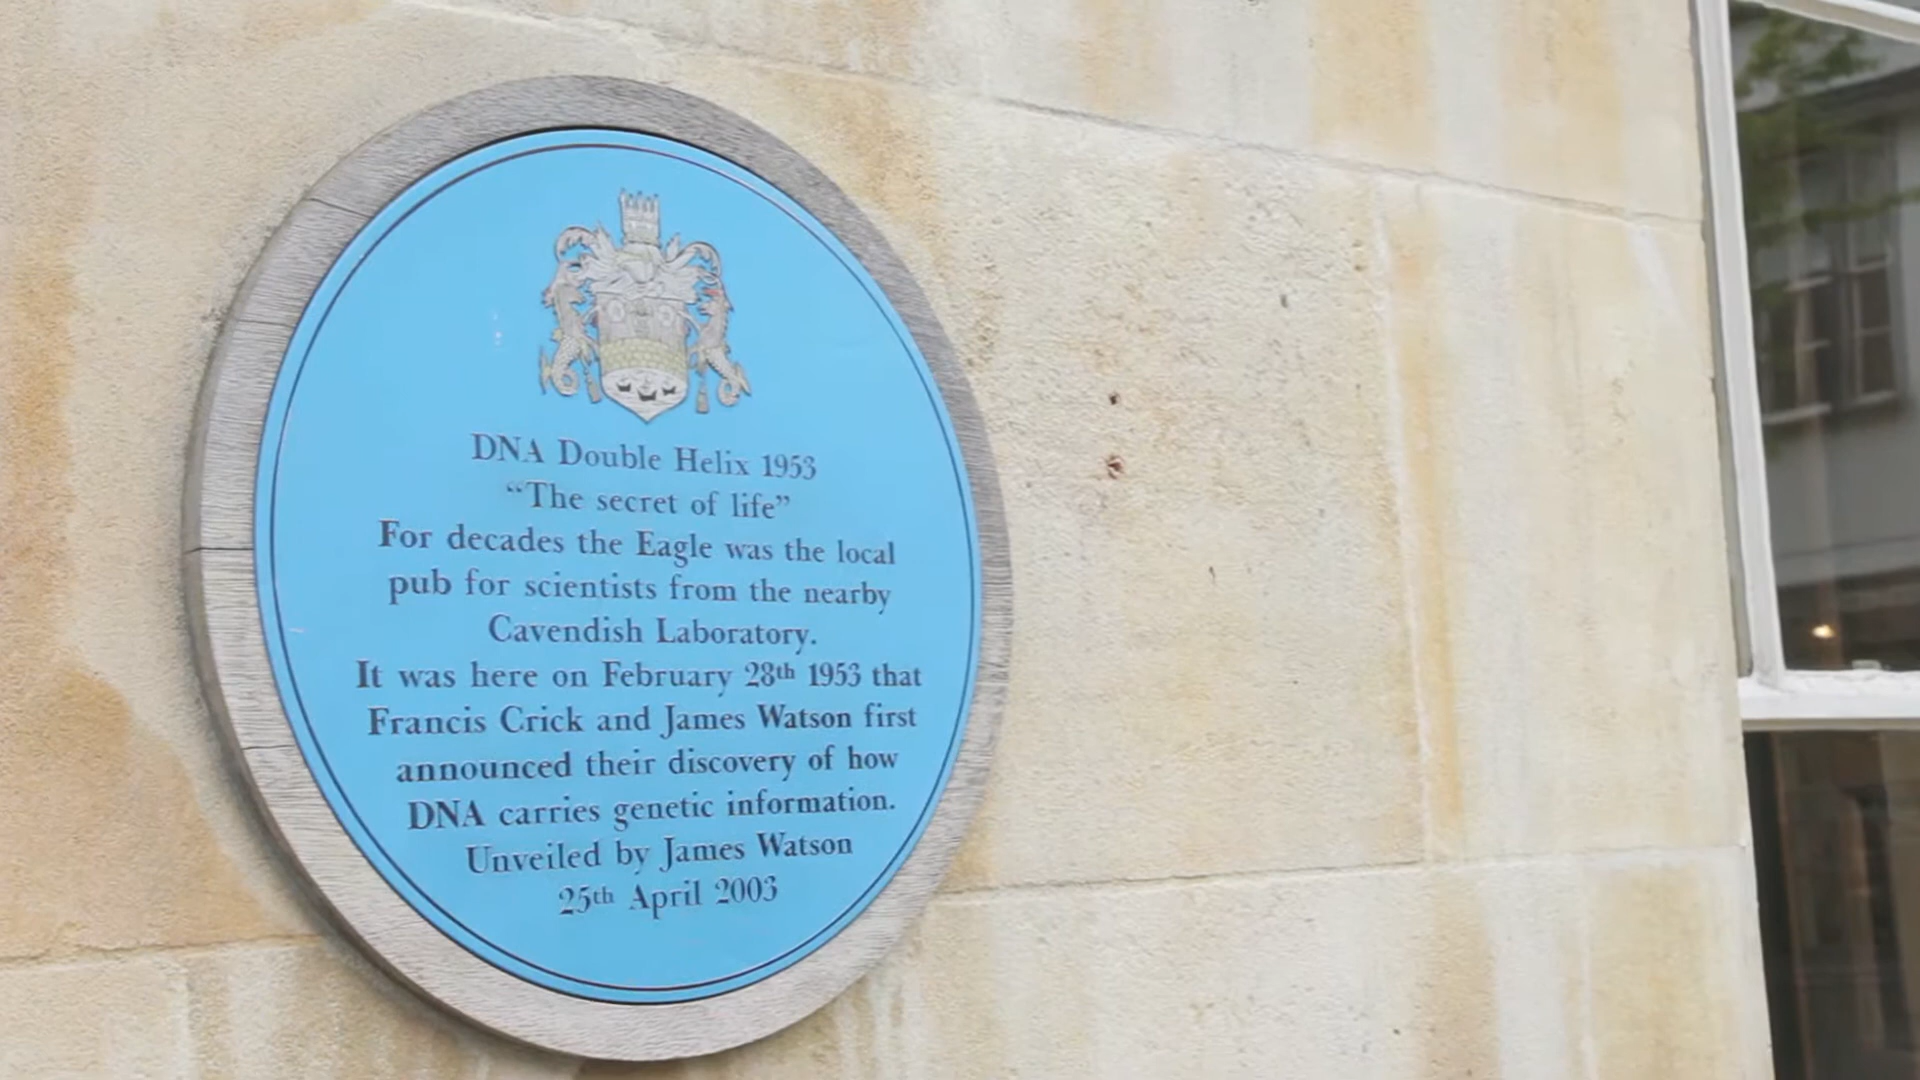 DNA Double Helix 1953
“The secret of life”
For decades the Eagle was the local
pub for scientists from the nearby
Cavendish Laboratory.
It was here on February 28th 1953 that
Francis Crick and James Watson first
announced their discovery of how
DNA carries genetic information.
Unveiled by James Watson
25th April 2003